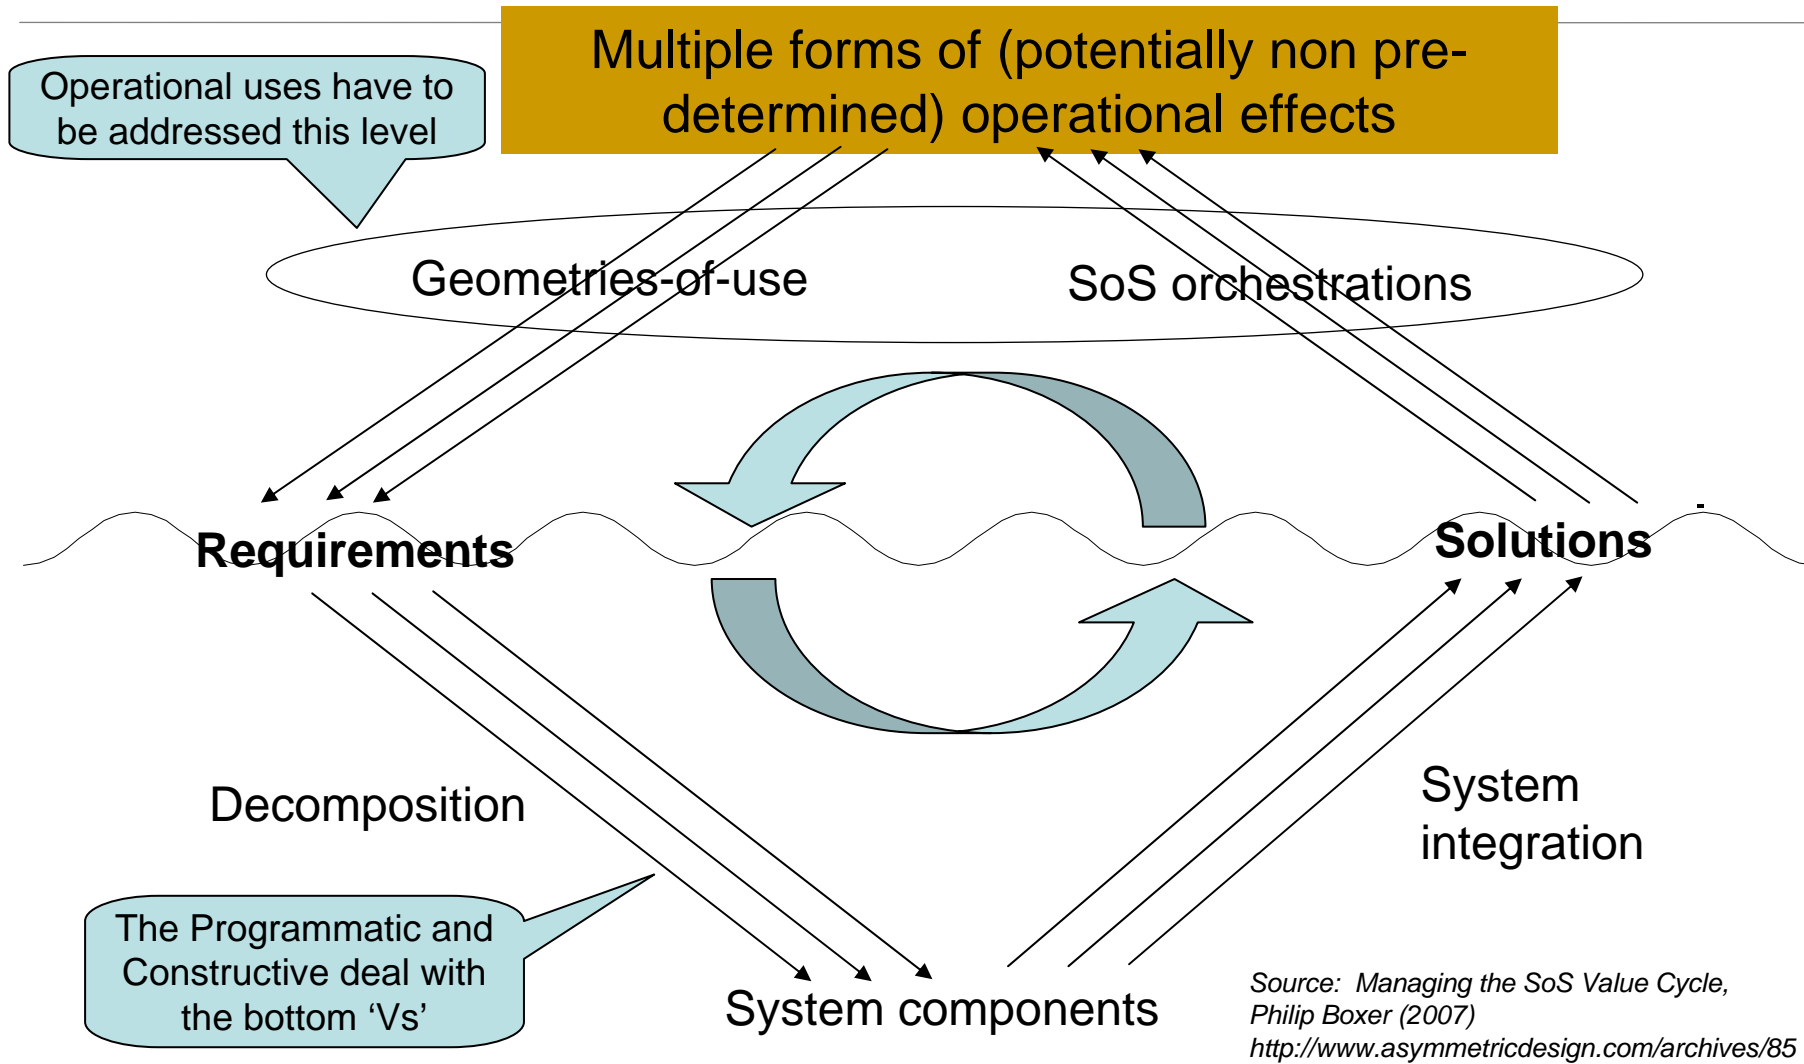 Multiple forms of (potentially non pre-
determined) operational effects
Operational uses have to
be addressed this level
Geometries-of-use
SoS orchestrations
Requirements
Solutions
Decomposition
System
integration
The Programmatic and
Constructive deal with
the bottom ‘Vs’
System components
Source: Managing the SoS Value Cycle,
Philip Boxer (2007)
http://www.asymmetricdesign.com/archives/85